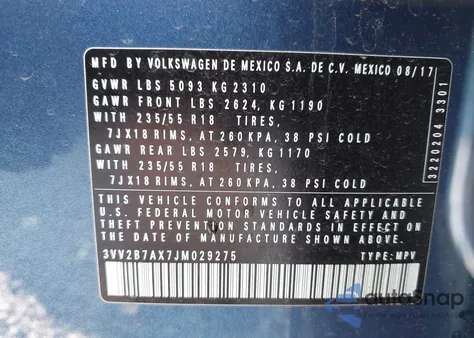 MFD BY VOLKSWAGEN DE MEXICO S.A. DE C.V. MEXICO 08/17
GVWR LBS 5093 KG 2310
GAWR FRONT LBS 2624, KG 1190
WITH 235/55 R18 TIRES,
7JX18 RIMS, AT 260 KPA, 38 PSI COLD
GAWR REAR LBS 2579, KG 1170
WITH 235/55 R18 TIRES,
7JX18 RIMS, AT 260 KPA, 38 PSI COLD
THIS VEHICLE CONFORMS TO ALL APPLICABLE
U.S. FEDERAL MOTOR VEHICLE SAFETY, BUMPER
AND THEFT PREVENTION STANDARDS IN EFFECT ON
THE DATE OF MANUFACTURE SHOWN ABOVE.
3VV2B7AX7JM029275 TYPE: MPV
3220204 3301
autoSnap